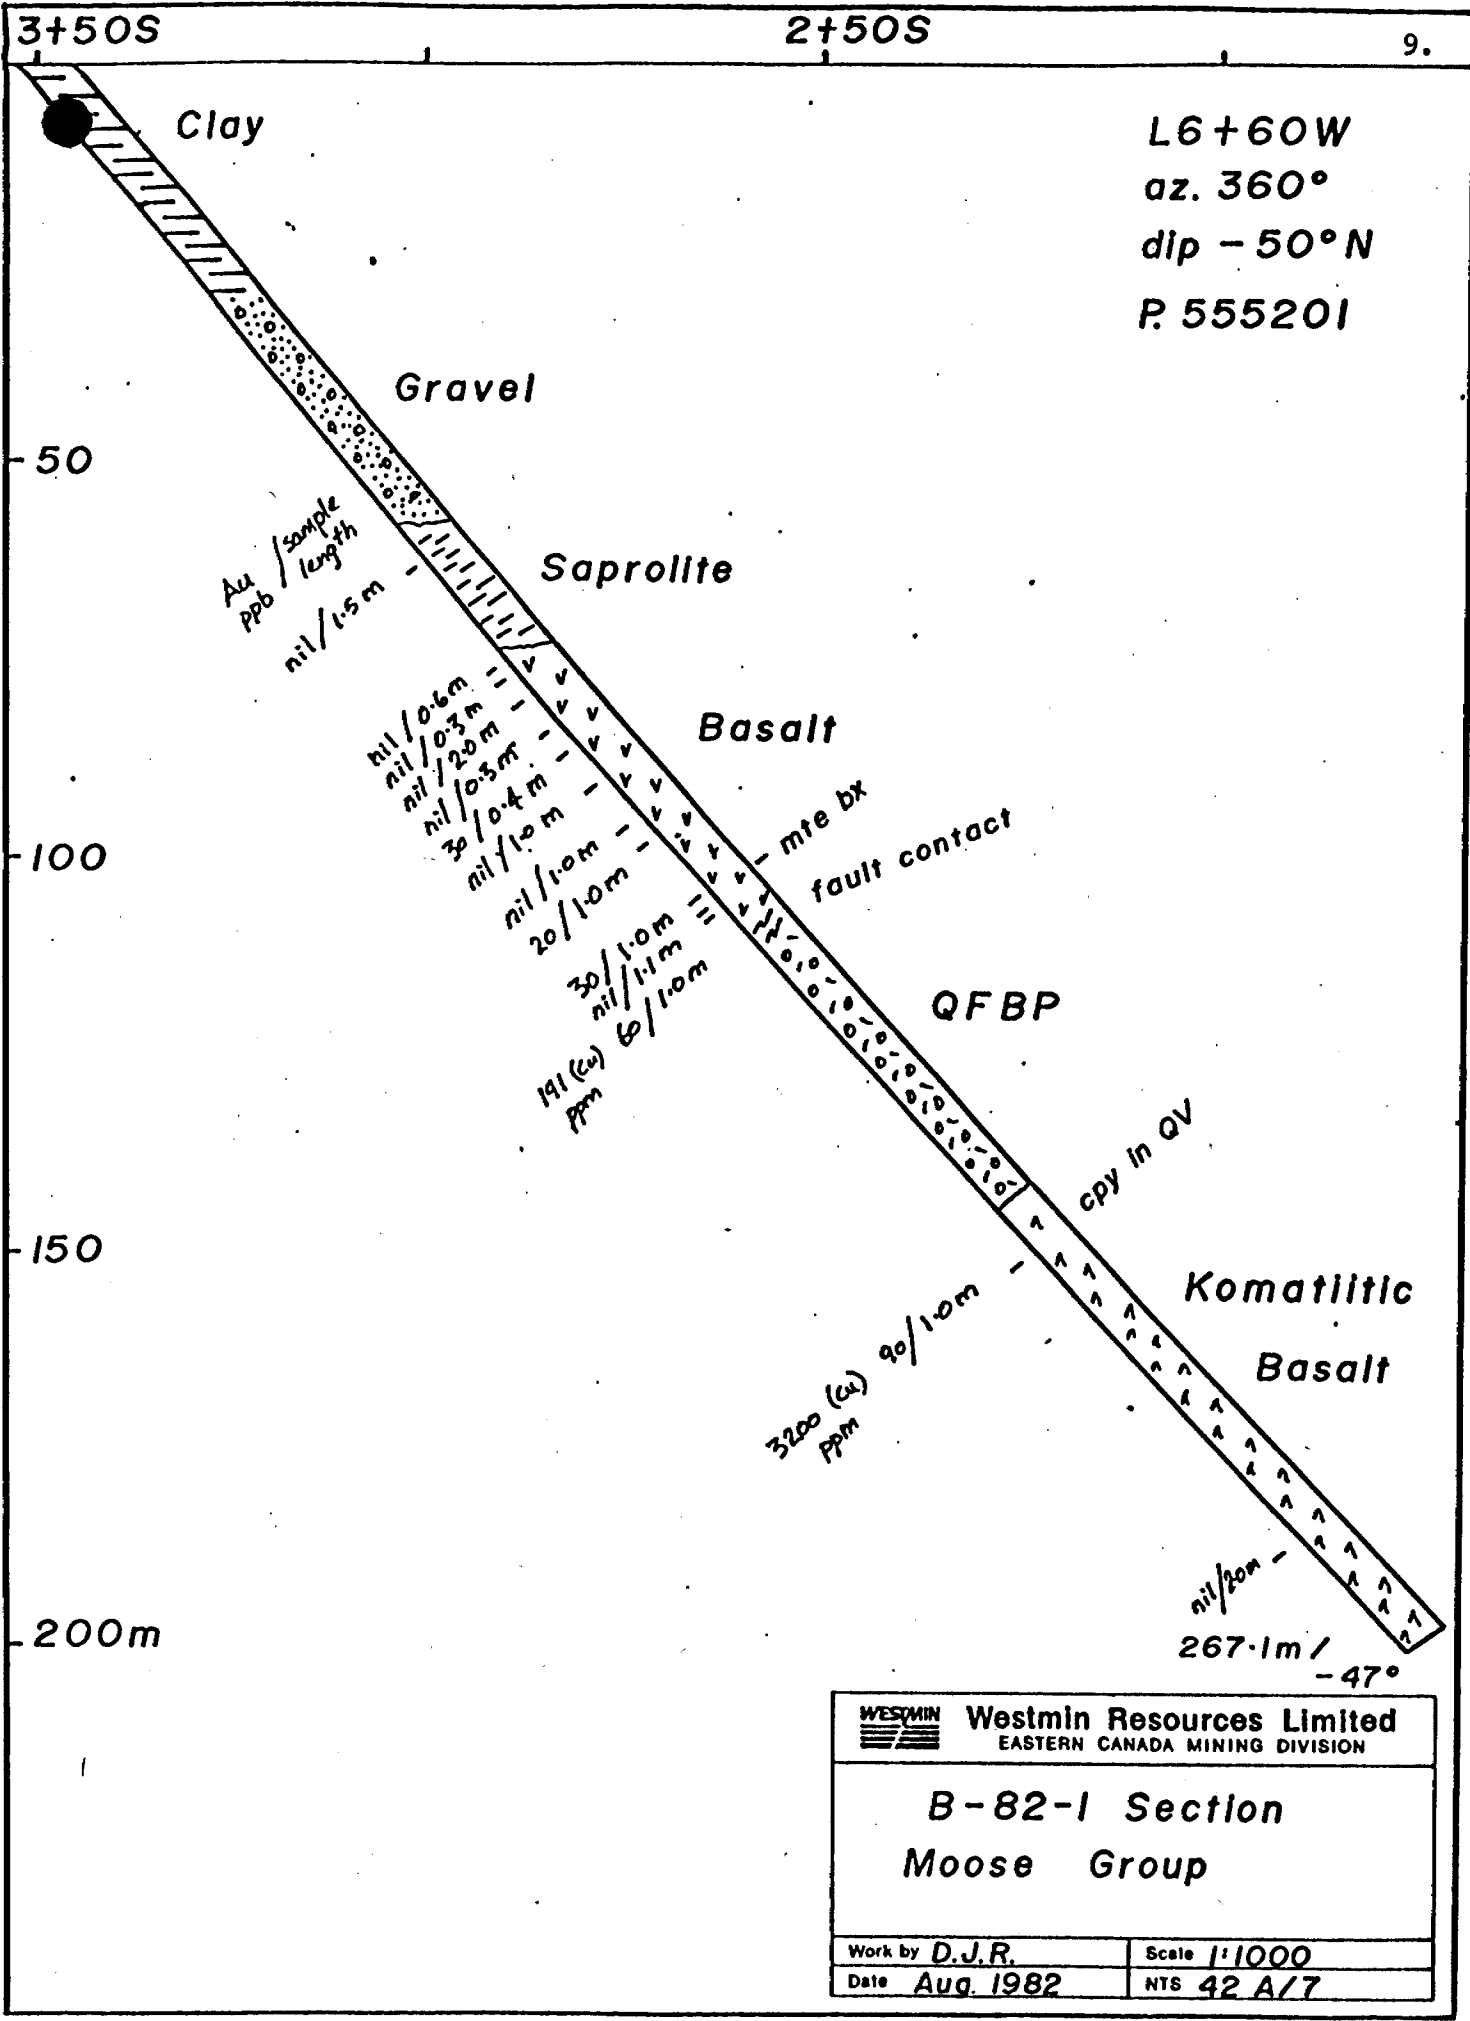 3+50S
2+50S
9.
Clay
L6+60W
az. 360°
dip -50°N
P. 555201
Gravel
50
Au / sample
ppb length
nil/1.5 m
Saprolite
nil/0.6m
nil/0.3m
nil/2.0m
nil/0.3m
30/0.4m
nil/1.0m
nil/1.0m
20/1.0m
30/1.0m
nil/1.1m
60/1.0m
191 (Cu)
ppm
Basalt
mte bx
100
fault contact
QFBP
cpy in QV
150
Komatiitic
Basalt
90/1.0m
3200 (Cu)
ppm
nil/20m
200m
267.1m/
-47°
WESTMIN
Westmin Resources Limited
EASTERN CANADA MINING DIVISION
B-82-1 Section
Moose Group
Work by D.J.R.
Scale 1:1000
Date Aug. 1982
NTS 42 A/7